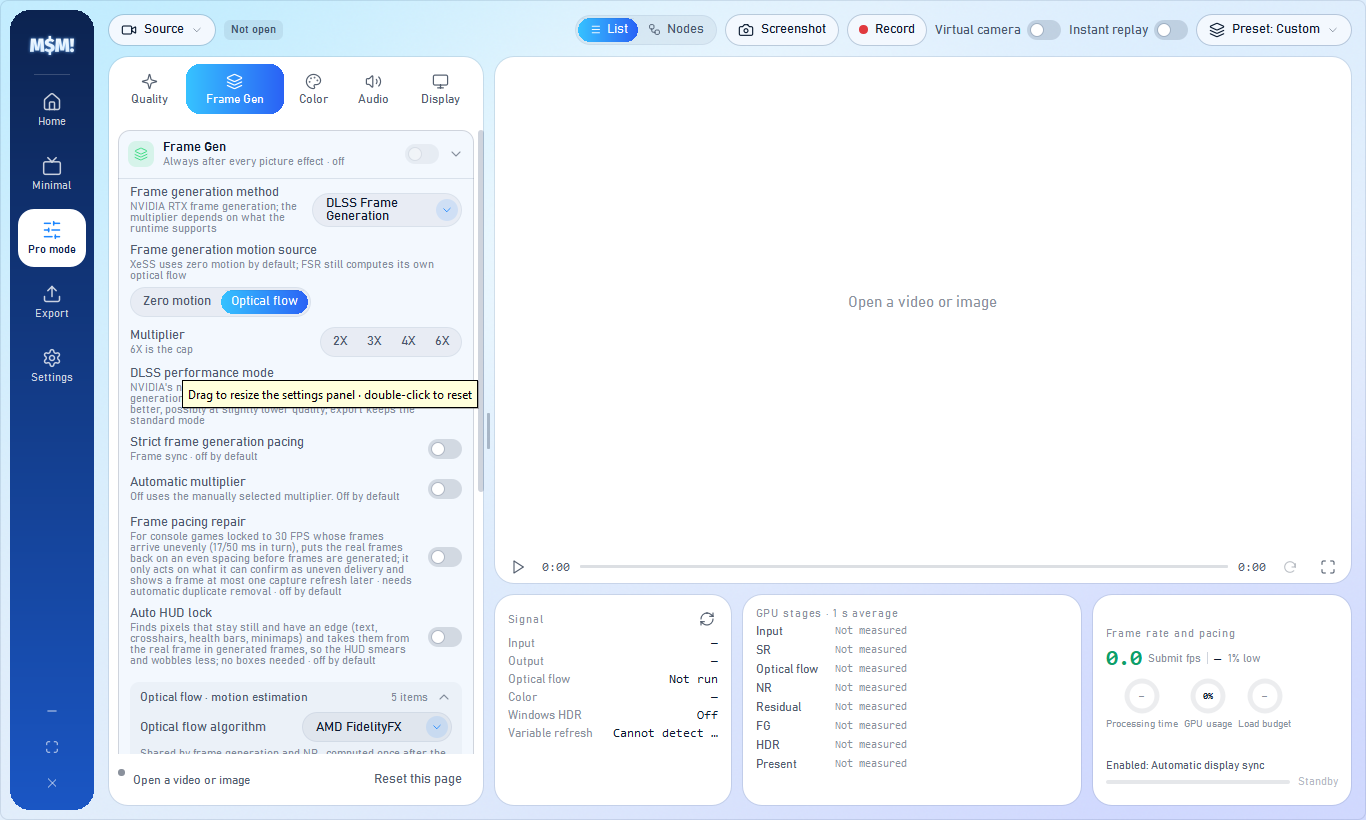 M$M!
Home
Minimal
Pro mode
Export
Settings
Source
Not open
List
Nodes
Screenshot
Record
Virtual camera
Instant replay
Preset: Custom
Quality
Frame Gen
Color
Audio
Display
Frame Gen
Always after every picture effect · off
Frame generation method
NVIDIA RTX frame generation; the
multiplier depends on what the
runtime supports
DLSS Frame
Generation
Frame generation motion source
XeSS uses zero motion by default; FSR still computes its own
optical flow
Zero motion
Optical flow
Multiplier
6X is the cap
2X
3X
4X
6X
DLSS performance mode
NVIDIA's
generation
Drag to resize the settings panel · double-click to reset
better, possibly at slightly lower quality; export keeps the
standard mode
Strict frame generation pacing
Frame sync · off by default
Automatic multiplier
Off uses the manually selected multiplier. Off by default
Frame pacing repair
For console games locked to 30 FPS whose frames
arrive unevenly (17/50 ms in turn), puts the real frames
back on an even spacing before frames are generated; it
only acts on what it can confirm as uneven delivery and
shows a frame at most one capture refresh later · needs
automatic duplicate removal · off by default
Auto HUD lock
Finds pixels that stay still and have an edge (text,
crosshairs, health bars, minimaps) and takes them from
the real frame in generated frames, so the HUD smears
and wobbles less; no boxes needed · off by default
Optical flow · motion estimation
5 items
Optical flow algorithm
AMD FidelityFX
Shared by frame generation and NR, computed once after the
Open a video or image
Reset this page
Open a video or image
0:00
0:00
Signal
Input –
Output –
Optical flow Not run
Color –
Windows HDR Off
Variable refresh Cannot detect …
GPU stages · 1 s average
Input Not measured
SR Not measured
Optical flow Not measured
NR Not measured
Residual Not measured
FG Not measured
HDR Not measured
Present Not measured
Frame rate and pacing
0.0 Submit fps – 1% low
–
0%
–
Processing time
GPU usage
Load budget
Enabled: Automatic display sync
Standby